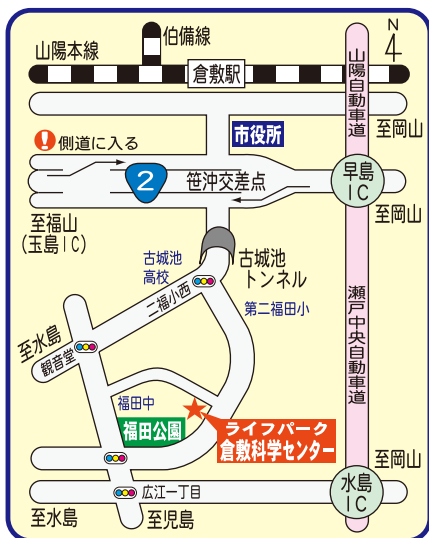 伯備線
山陽本線
倉敷駅
N
山陽自動車道
至岡山
市役所
!
側道に入る
2
笹沖交差点
早島
IC
至岡山
至福山
(玉島IC)
古城池
高校
古城池
トンネル
二福小西
第二福田小
瀬戸中央自動車道
至水島
観音堂
福田中
福田公園
ライフパーク
倉敷科学センター
至岡山
水島
IC
広江一丁目
至水島
至児島